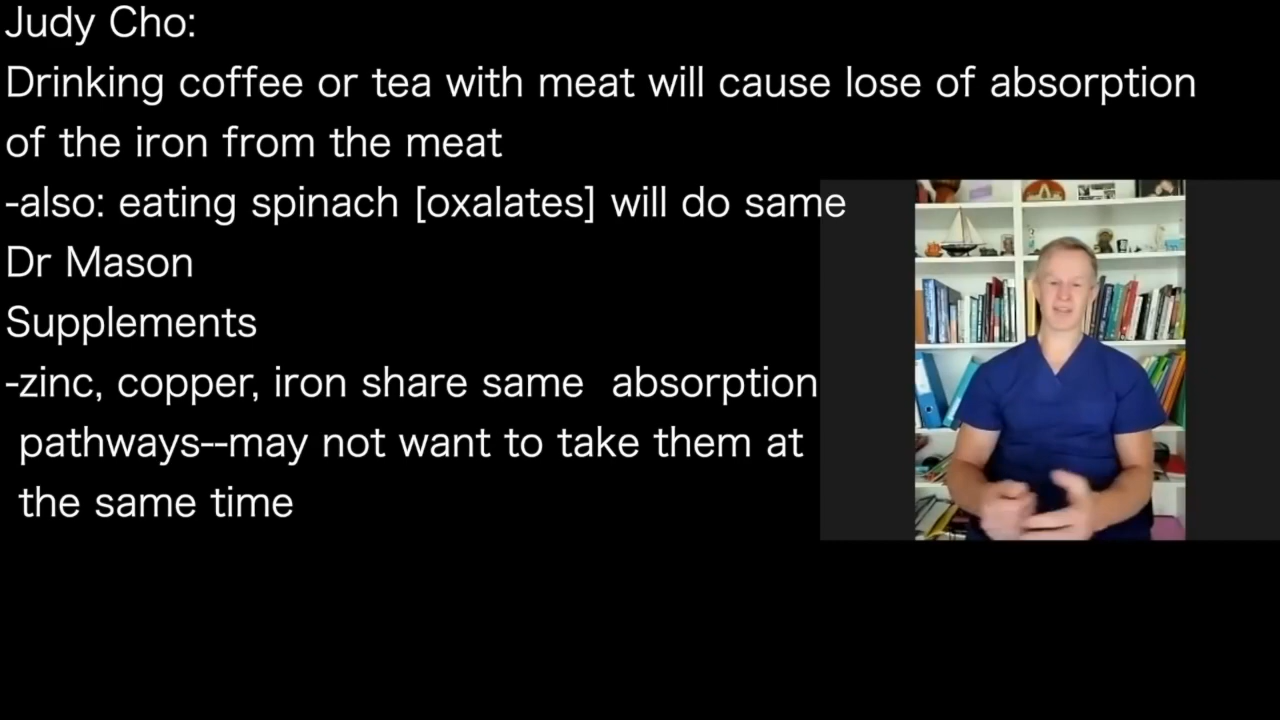 Judy Cho:
Drinking coffee or tea with meat will cause lose of absorption
of the iron from the meat
-also: eating spinach [oxalates] will do same
Dr Mason
Supplements
-zinc, copper, iron share same  absorption
pathways--may not want to take them at
the same time